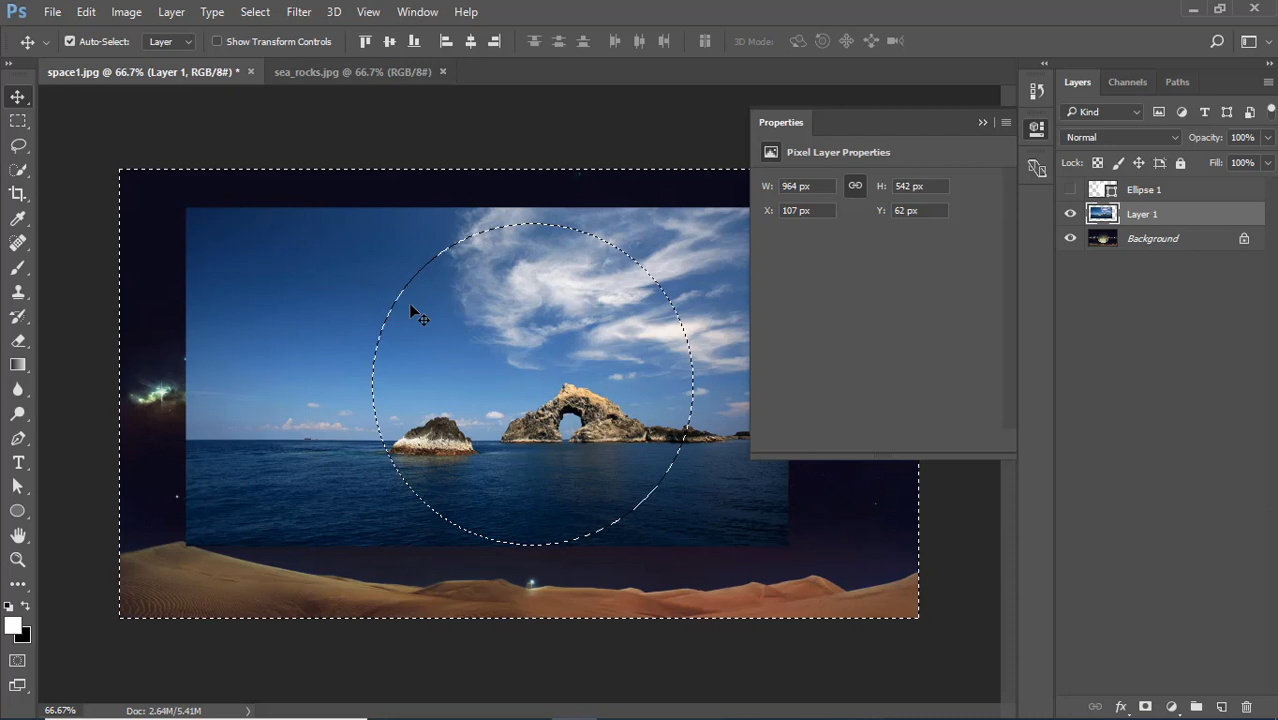 Ps File Edit Image Layer Type Select Filter 3D View Window Help
Auto-Select: Layer Show Transform Controls 3D Mode:
space1.jpg @ 66.7% (Layer 1, RGB/8#) * × sea_rocks.jpg @ 66.7% (RGB/8#) ×
Properties
Pixel Layer Properties
W: 964 px H: 542 px
X: 107 px Y: 62 px
Layers Channels Paths
Kind
Normal Opacity: 100%
Lock: Fill: 100%
Ellipse 1
Layer 1
Background
66.67% Doc: 2.64M/5.41M